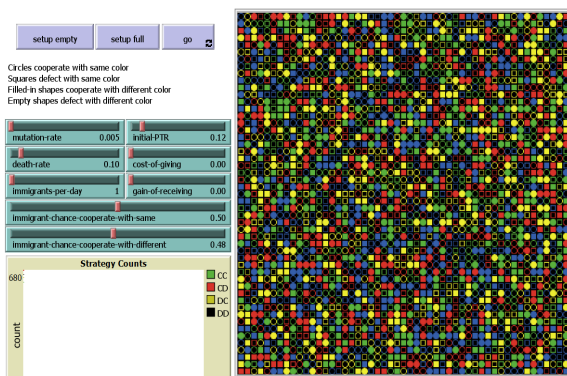 setup empty
setup full
go
Circles cooperate with same color
Squares defect with same color
Filled-in shapes cooperate with different color
Empty shapes defect with different color
mutation-rate 0.005
initial-PTR 0.12
death-rate 0.10
cost-of-giving 0.00
immigrants-per-day 1
gain-of-receiving 0.00
immigrant-chance-cooperate-with-same 0.50
immigrant-chance-cooperate-with-different 0.48
Strategy Counts
680
count
CC
CD
DC
DD